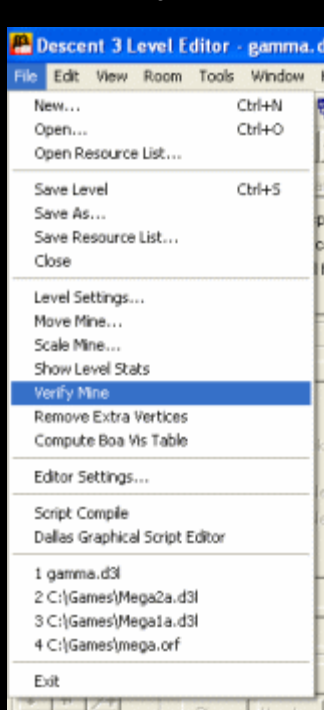 Descent 3 Level Editor - gamma.d
File Edit View Room Tools Window
New... Ctrl+N
Open... Ctrl+O
Open Resource List...
Save Level Ctrl+S
Save As...
Save Resource List...
Close
Level Settings...
Move Mine...
Scale Mine...
Show Level Stats
Verify Mine
Remove Extra Vertices
Compute Boa Vis Table
Editor Settings...
Script Compile
Dallas Graphical Script Editor
1 gamma.d3l
2 C:\Games\Mega2a.d3l
3 C:\Games\Mega1a.d3l
4 C:\Games\mega.orf
Exit